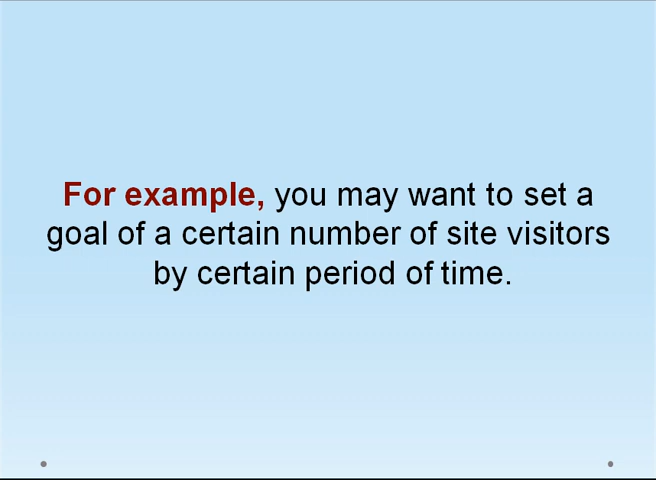 For example, you may want to set a
goal of a certain number of site visitors
by certain period of time.